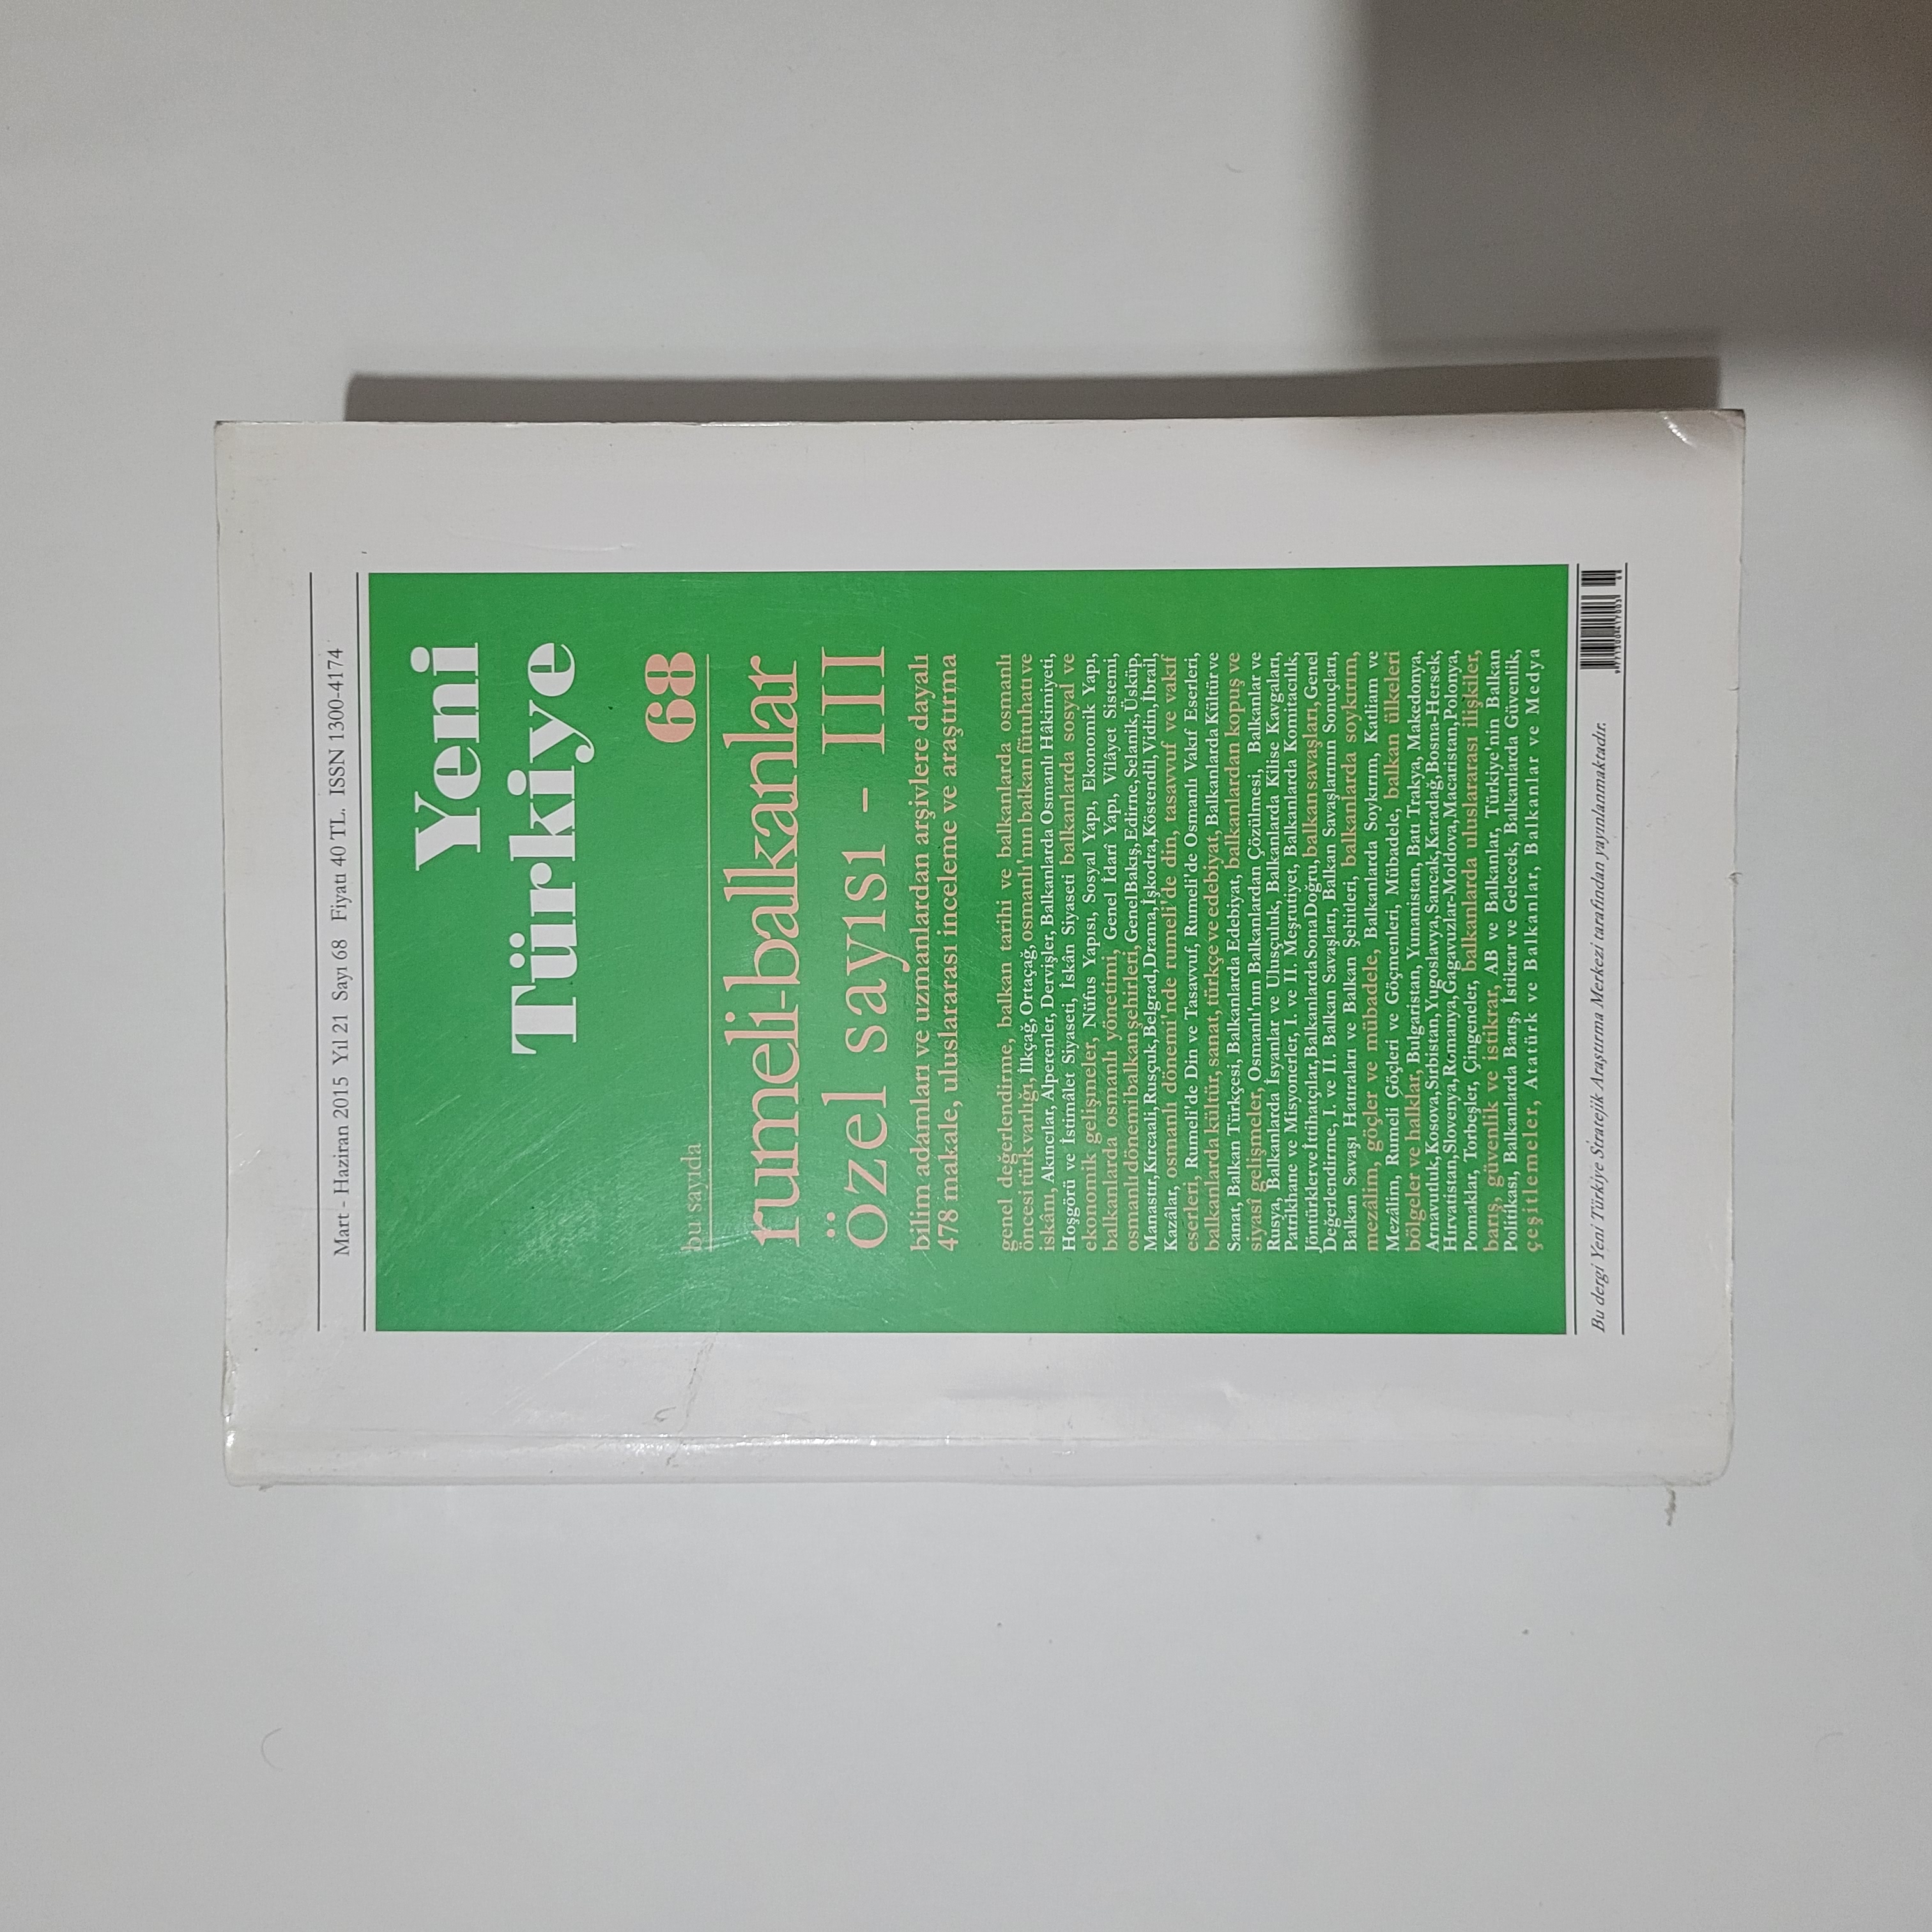 Mart - Haziran 2015 Yıl 21 Sayı 68 Fiyatı 40 TL. ISSN 1300-4174
Yeni
Türkiye
68
bu sayıda
rumeli-balkanlar
özel sayısı - III
bilim adamları ve uzmanlardan arşivlere dayalı
478 makale, uluslararası inceleme ve araştırma
genel değerlendirme, balkan tarihi ve balkanlarda osmanlı
öncesi türk varlığı, İlkçağ, Ortaçağ, osmanlı'nın balkan fütuhatı ve
iskânı, Akıncılar, Alperenler, Dervişler, Balkanlarda Osmanlı Hâkimiyeti,
Hoşgörü ve İstimâlet Siyaseti, İskân Siyaseti balkanlarda sosyal ve
ekonomik gelişmeler, Nüfus Yapısı, Sosyal Yapı, Ekonomik Yapı,
balkanlarda osmanlı yönetimi, Genel İdarî Yapı, Vilâyet Sistemi,
osmanlı dönemi balkan şehirleri, Genel Bakış, Edirne, Selanik, Üsküp,
Manastır, Kırcaali, Rusçuk, Belgrad, Drama, İşkodra, Köstendil, Vidin, İbrail,
Kazâlar, osmanlı dönemi'nde rumeli'de din, tasavvuf ve vakıf
eserleri, Rumeli'de Din ve Tasavvuf, Rumeli'de Osmanlı Vakıf Eserleri,
balkanlarda kültür, sanat, türkçe ve edebiyat, Balkanlarda Kültür ve
Sanat, Balkan Türkçesi, Balkanlarda Edebiyat, balkanlardan kopuş ve
siyasî gelişmeler, Osmanlı'nın Balkanlardan Çözülmesi, Balkanlar ve
Rusya, Balkanlarda İsyanlar ve Ulusçuluk, Balkanlarda Kilise Kavgaları,
Patrikhane ve Misyonerler, I. ve II. Meşrutiyet, Balkanlarda Komitacılık,
Jöntürkler ve İttihatçılar, Balkanlarda Sona Doğru, balkan savaşlar, Genel
Değerlendirme, I. ve II. Balkan Savaşları, Balkan Savaşlarının Sonuçları,
Balkan Savaşı Hatıraları ve Balkan Şehitleri, balkanlarda soykırım,
mezâlim, göçler ve mübadele, Balkanlarda Soykırım, Katliam ve
Mezâlim, Rumeli Göçleri ve Göçmenleri, Mübadele, balkan ülkeleri
bölgeler ve halklar, Bulgaristan, Yunanistan, Batı Trakya, Makedonya,
Arnavutluk, Kosova, Sırbistan, Yugoslavya, Sancak, Karadağ, Bosna-Hersek,
Hırvatistan, Slovenya, Romanya, Gagavuzlar-Moldova, Macaristan, Polonya,
Pomaklar, Torbeşler, Çingeneler, balkanlarda uluslararası ilişkiler,
barış, güvenlik ve istikrar, AB ve Balkanlar, Türkiye'nin Balkan
Politikası, Balkanlarda Barış, İstikrar ve Gelecek, Balkanlarda Güvenlik,
çeşitlemeler, Atatürk ve Balkanlar, Balkanlar ve Medya
Bu dergi Yeni Türkiye Stratejik Araştırma Merkezi tarafından yayınlanmaktadır.